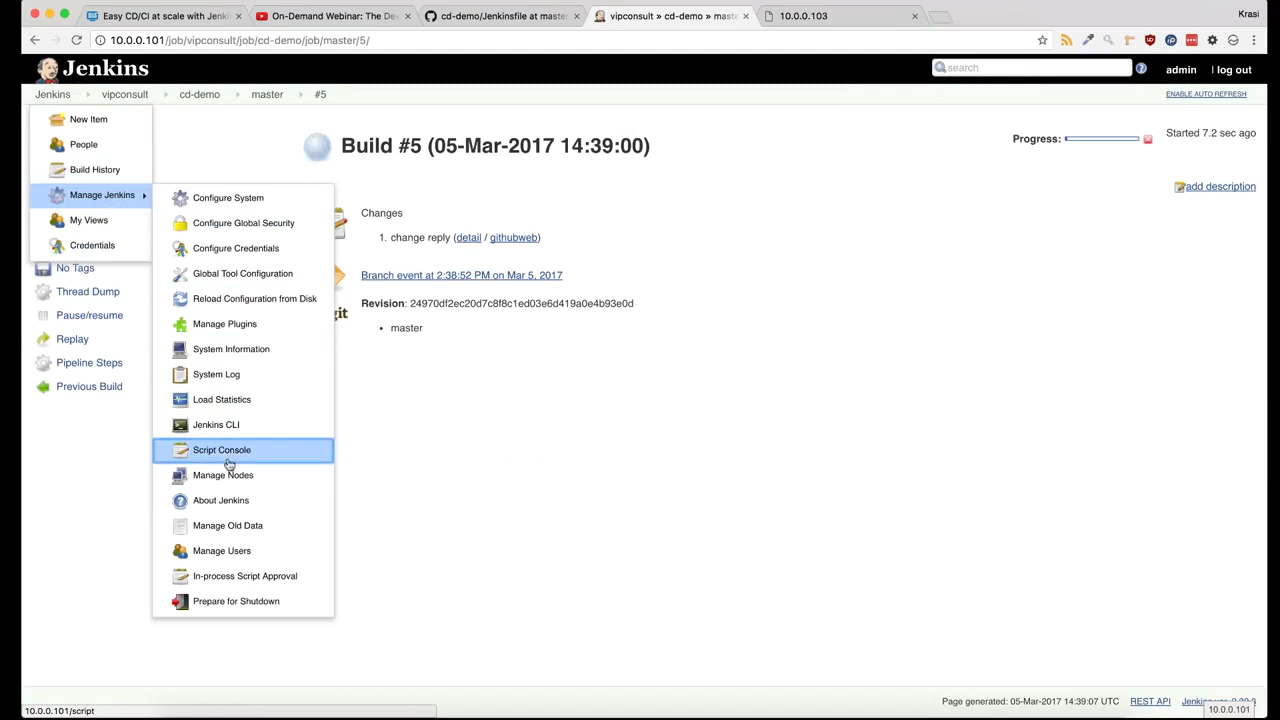 Easy CD/CI at scale with Jenki
On-Demand Webinar: The Dev
cd-demo/Jenkinsfile at master
vipconsult » cd-demo » maste
10.0.0.103
Krasi
10.0.0.101/job/vipconsult/job/cd-demo/job/master/5/
Jenkins
search
admin
| log out
Jenkins
vipconsult
cd-demo
master
#5
ENABLE AUTO REFRESH
New Item
People
Build History
Manage Jenkins
My Views
Credentials
No Tags
Thread Dump
Pause/resume
Replay
Pipeline Steps
Previous Build
Configure System
Configure Global Security
Configure Credentials
Global Tool Configuration
Reload Configuration from Disk
Manage Plugins
System Information
System Log
Load Statistics
Jenkins CLI
Script Console
Manage Nodes
About Jenkins
Manage Old Data
Manage Users
In-process Script Approval
Prepare for Shutdown
Build #5 (05-Mar-2017 14:39:00)
Progress:
Started 7.2 sec ago
add description
Changes
1. change reply (detail / githubweb)
Branch event at 2:38:52 PM on Mar 5, 2017
git
Revision: 24970df2ec20d7c8f8c1ed03e6d419a0e4b93e0d
• master
Page generated: 05-Mar-2017 14:39:07 UTC
REST API
10.0.0.101/script
10.0.0.101